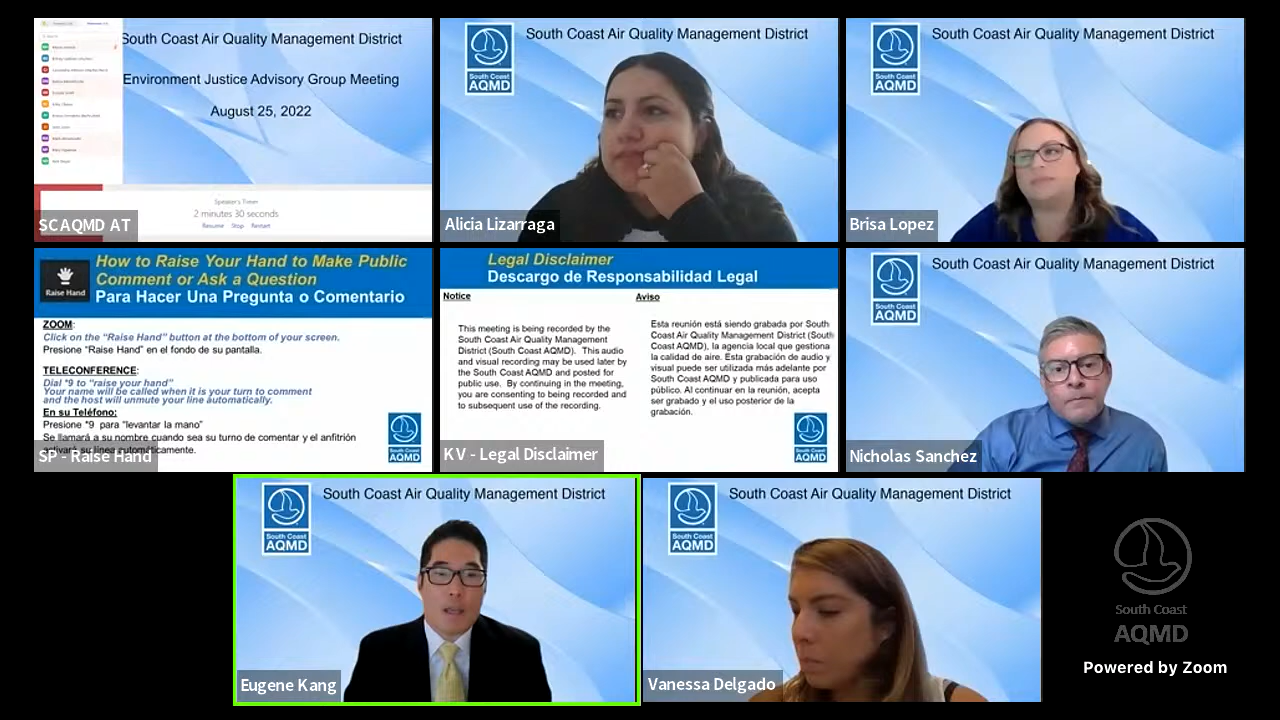 South Coast Air Quality Management District
Environment Justice Advisory Group Meeting
August 25, 2022
Speaker's Timer
2 minutes 30 seconds
Resume Stop Restart
SCAQMD AT
South Coast Air Quality Management District
South Coast
AQMD
Alicia Lizarraga
South Coast Air Quality Management District
South Coast
AQMD
Brisa Lopez
Raise Hand
How to Raise Your Hand to Make Public
Comment or Ask a Question
Para Hacer Una Pregunta o Comentario
ZOOM:
Click on the “Raise Hand” button at the bottom of your screen.
Presione “Raise Hand” en el fondo de su pantalla.
TELECONFERENCE:
Dial *9 to “raise your hand”
Your name will be called when it is your turn to comment
and the host will unmute your line automatically.
En su Teléfono:
Presione *9 para “levantar la mano”
Se llamará a su nombre cuando sea su turno de comentar y el anfitrión
activará su línea automáticamente.
South Coast
AQMD
SP - Raise Hand
Legal Disclaimer
Descargo de Responsabilidad Legal
Notice
This meeting is being recorded by the
South Coast Air Quality Management
District (South Coast AQMD). This audio
and visual recording may be used later by
the South Coast AQMD and posted for
public use. By continuing in the meeting,
you are consenting to being recorded and
to subsequent use of the recording.
Aviso
Esta reunión está siendo grabada por South
Coast Air Quality Management District (South
Coast AQMD), la agencia local que gestiona
la calidad de aire. Esta grabación de audio y
visual puede ser utilizada más adelante por
South Coast AQMD y publicada para uso
público. Al continuar en la reunión, acepta
ser grabado y el uso posterior de la
grabación.
South Coast
AQMD
KV - Legal Disclaimer
South Coast Air Quality Management District
South Coast
AQMD
Nicholas Sanchez
South Coast Air Quality Management District
South Coast
AQMD
Eugene Kang
South Coast Air Quality Management District
South Coast
AQMD
Vanessa Delgado
South Coast
AQMD
Powered by Zoom